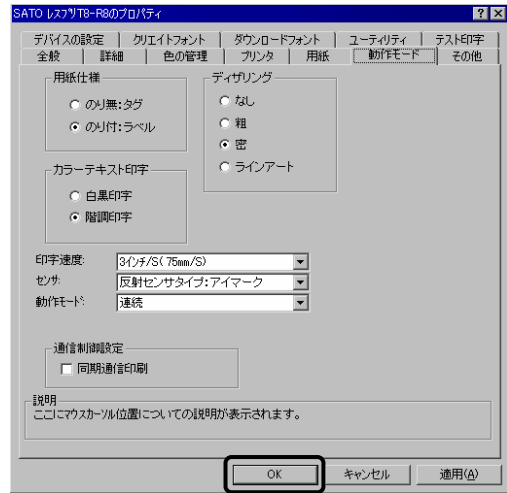 SATO ﾚｽﾌﾟﾘT8-R8のプロパティ
デバイスの設定 クリエイトフォント ダウンロードフォント ユーティリティ テスト印字
全般 詳細 色の管理 プリンタ 用紙 動作モード その他
用紙仕様
のり無:タグ
のり付:ラベル
ディザリング
なし
粗
密
ラインアート
カラーテキスト印字
白黒印字
階調印字
印字速度: 3インチ/S( 75mm/S)
センサ: 反射センサタイプ:アイマーク
動作モード: 連続
通信制御設定
同期通信印刷
説明
ここにマウスカーソル位置についての説明が表示されます。
OK キャンセル 適用(A)